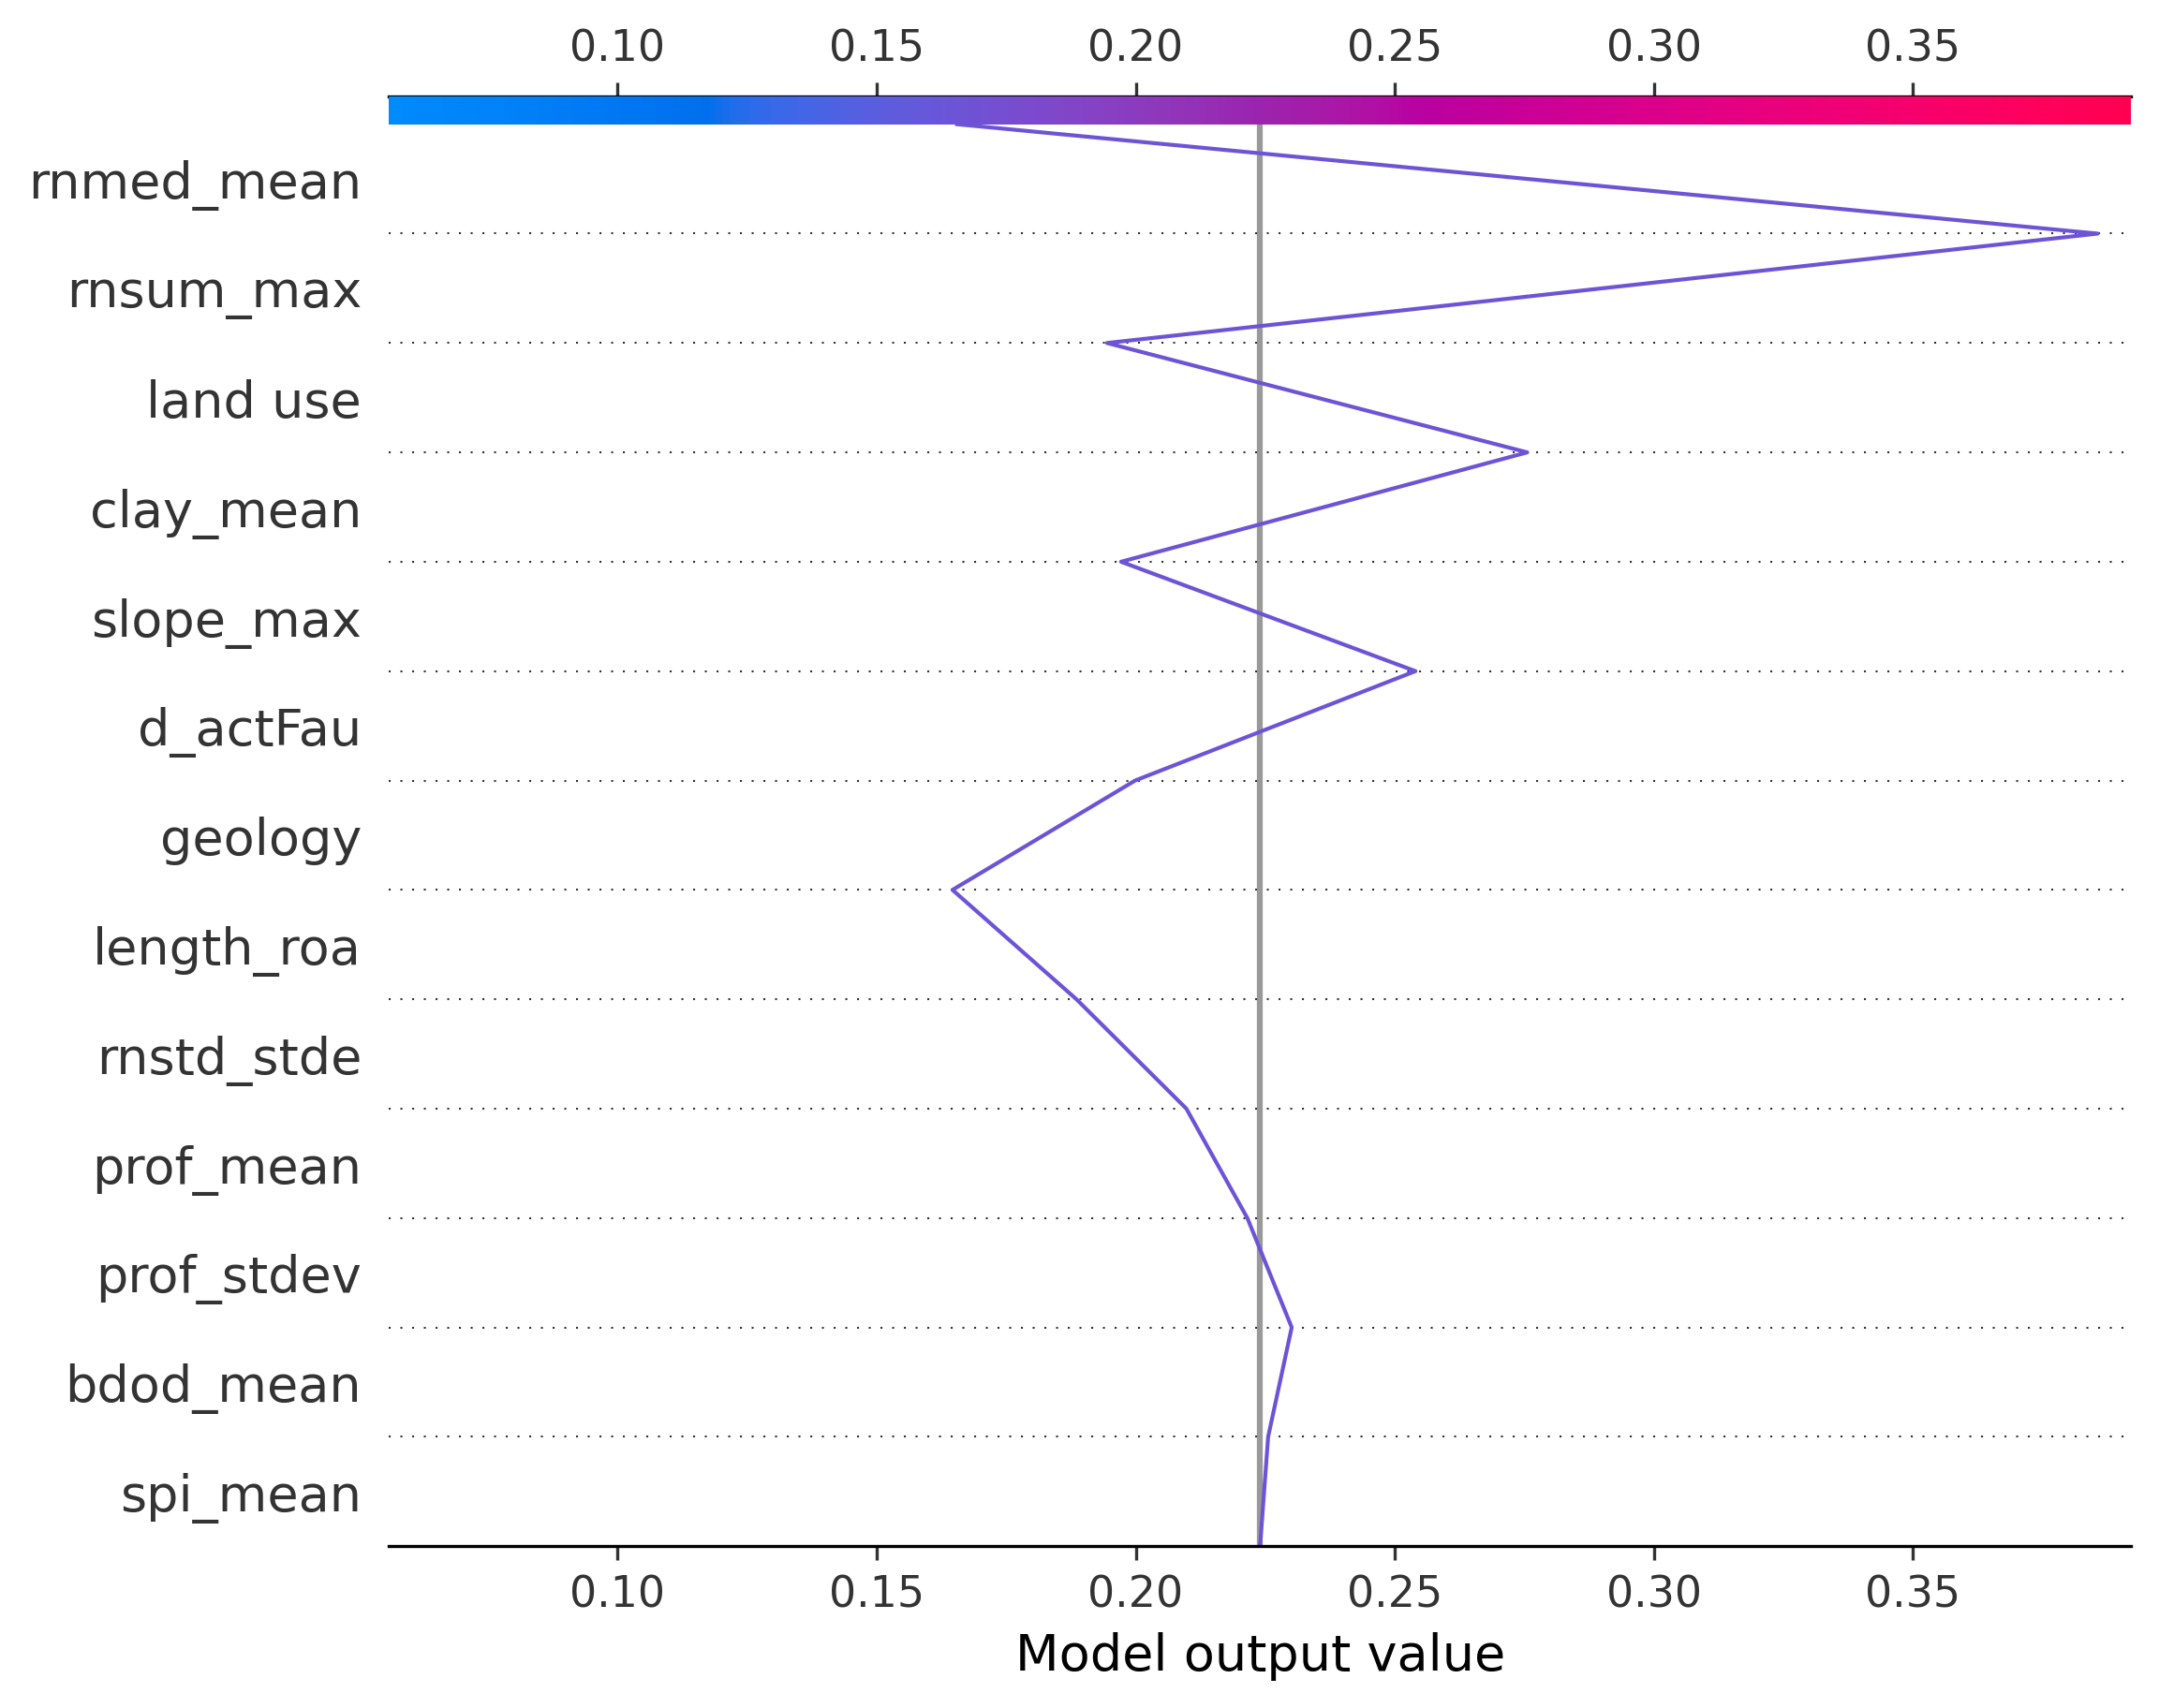 0.10 0.15 0.20 0.25 0.30 0.35
rnmed_mean
rnsum_max
land use
clay_mean
slope_max
d_actFau
geology
length_roa
rnstd_stde
prof_mean
prof_stdev
bdod_mean
spi_mean
0.10 0.15 0.20 0.25 0.30 0.35
Model output value